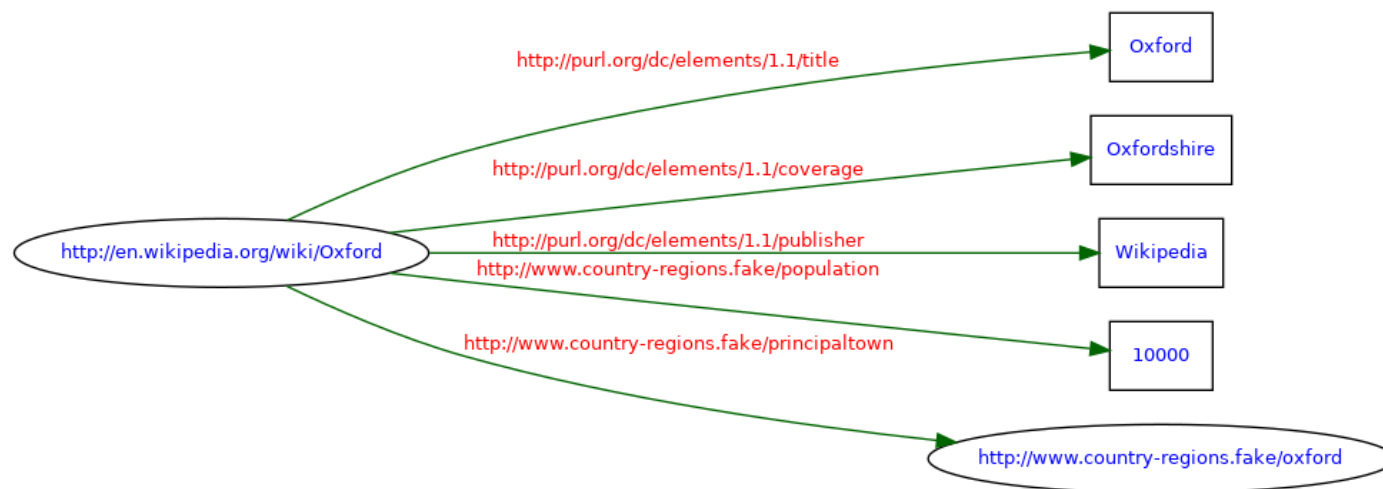 Oxford
http://purl.org/dc/elements/1.1/title
Oxfordshire
http://purl.org/dc/elements/1.1/coverage
http://purl.org/dc/elements/1.1/publisher
http://en.wikipedia.org/wiki/Oxford
Wikipedia
http://www.country-regions.fake/population
http://www.country-regions.fake/principaltown
10000
http://www.country-regions.fake/oxford